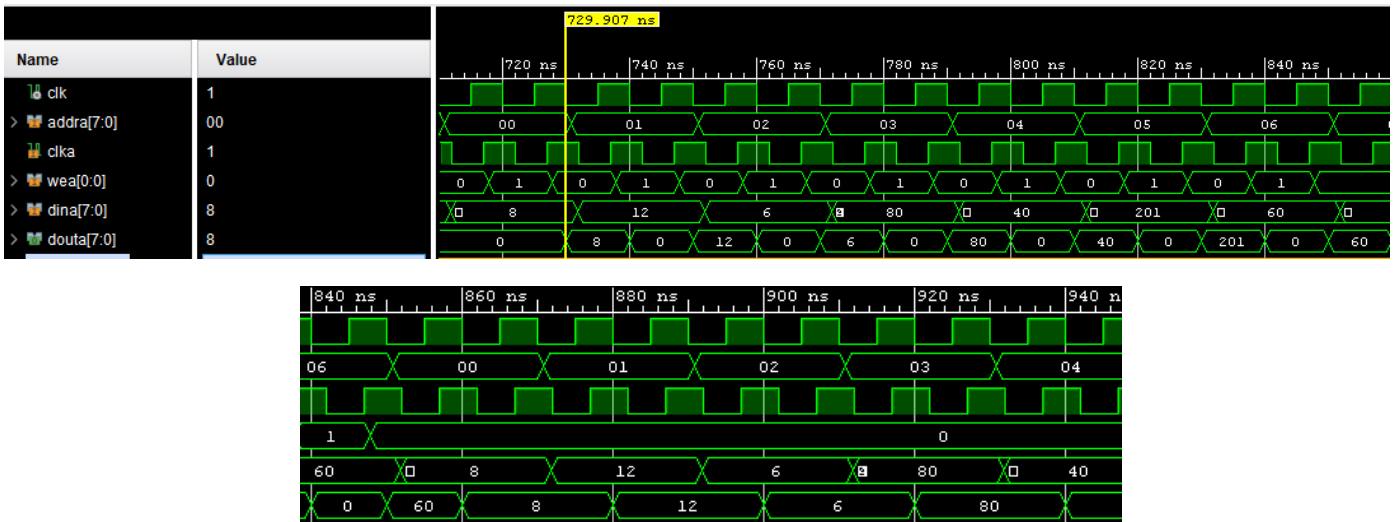 729.907 ns
Name Value
720 ns 740 ns 760 ns 780 ns 800 ns 820 ns 840 ns
clk 1
addra[7:0] 00 00 01 02 03 04 05 06
clka 1
wea[0:0] 0 0 1 0 1 0 1 0 1 0 1 0 1 0 1
dina[7:0] 8 8 12 6 80 40 201 60
douta[7:0] 8 0 8 0 12 0 6 0 80 0 40 0 201 0 60
840 ns 860 ns 880 ns 900 ns 920 ns 940 n
06 00 01 02 03 04
1 0
60 8 12 6 80 40
0 60 8 12 6 80